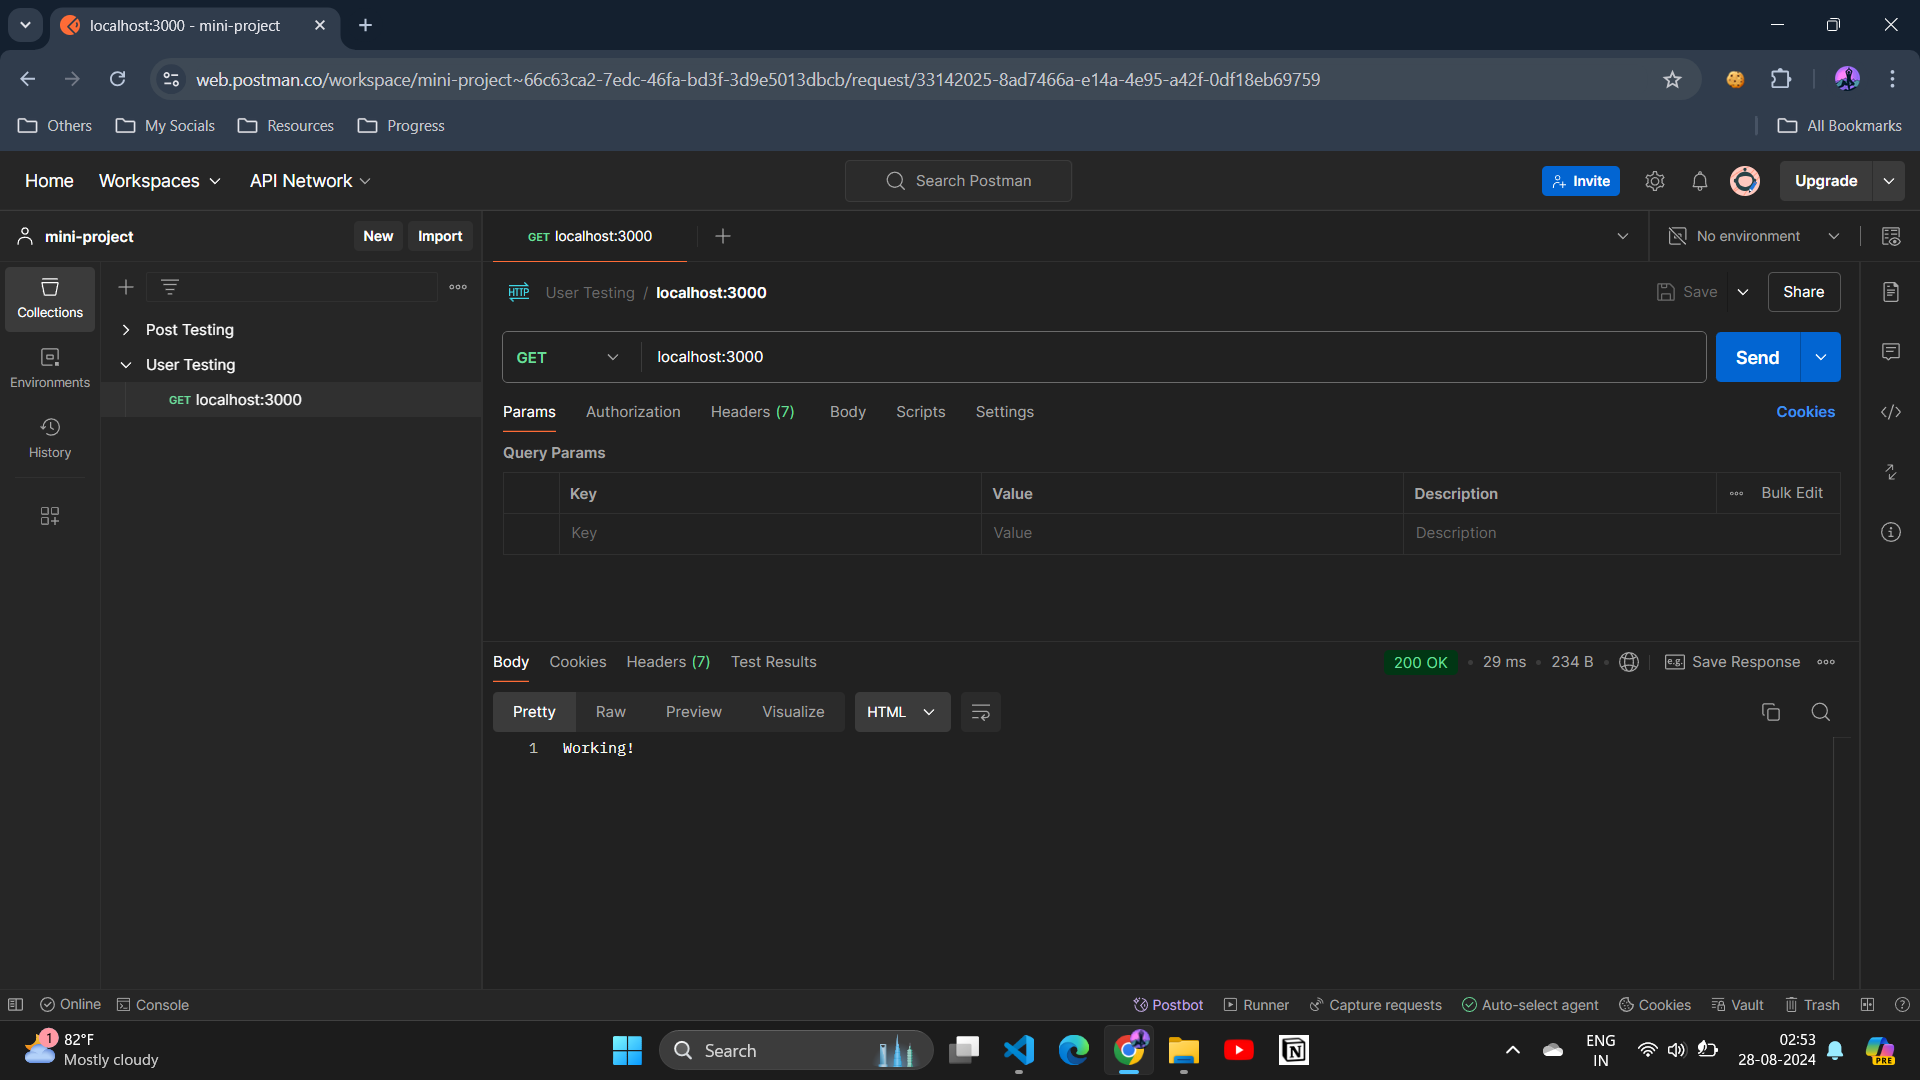 localhost:3000 - mini-project
web.postman.co/workspace/mini-project~66c63ca2-7edc-46fa-bd3f-3d9e5013dbcb/request/33142025-8ad7466a-e14a-4e95-a42f-0df18eb69759
Others My Socials Resources Progress All Bookmarks
Home Workspaces API Network Search Postman Invite Upgrade
mini-project New Import GET localhost:3000 No environment
Collections
Environments
History
Post Testing
User Testing
GET localhost:3000
HTTP User Testing / localhost:3000 Save Share
GET localhost:3000 Send
Params Authorization Headers (7) Body Scripts Settings Cookies
Query Params
Key Value Description Bulk Edit
Key Value Description
Body Cookies Headers (7) Test Results 200 OK 29 ms 234 B e.g. Save Response
Pretty Raw Preview Visualize HTML
1 Working!
Online Console Postbot Runner Capture requests Auto-select agent Cookies Vault Trash
1 82°F
Mostly cloudy
Search
ENG
IN
02:53
28-08-2024
PRE